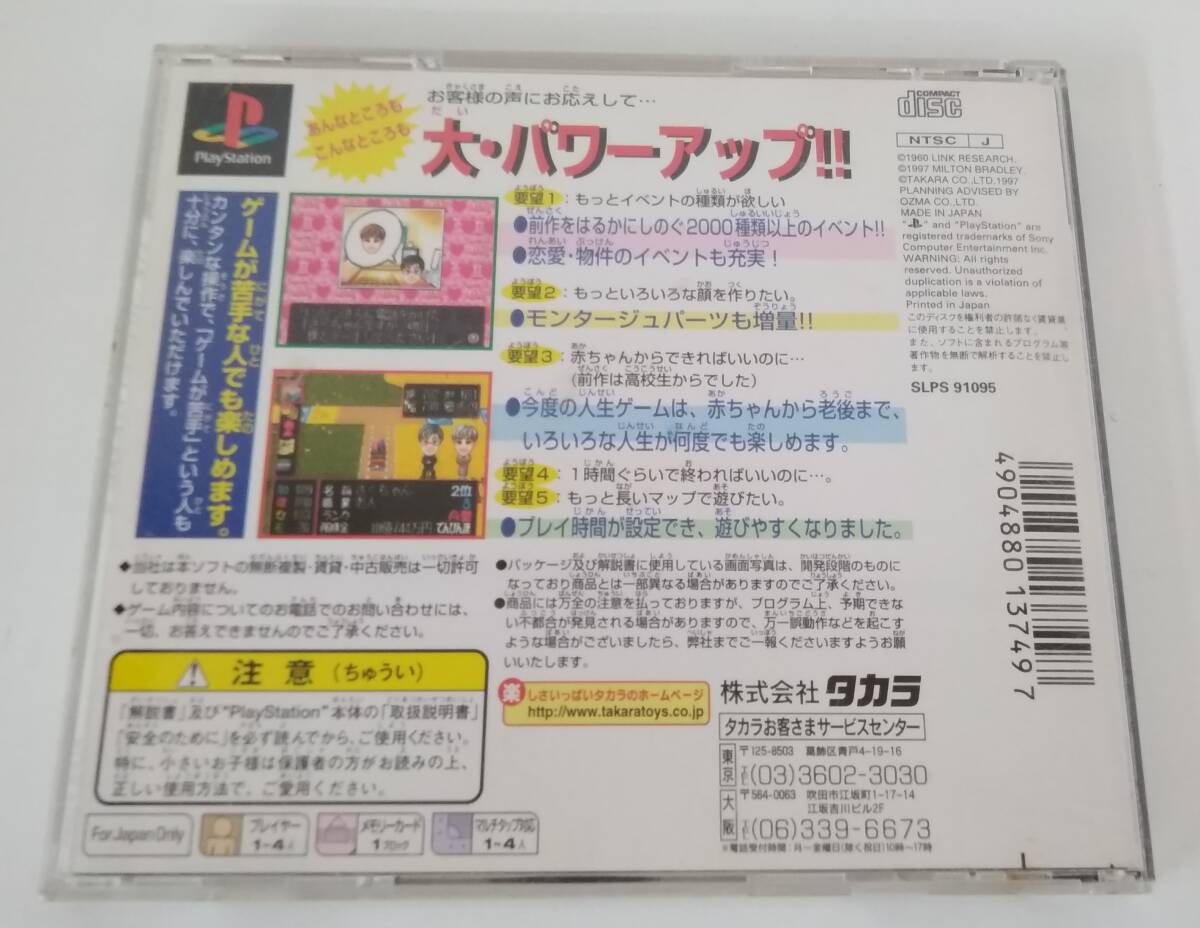 PlayStation
あんなところも
こんなところも
お客様の声にお応えして…
大・パワーアップ!!
要望1：もっとイベントの種類が欲しい
●前作をはるかにしのぐ2000種類以上のイベント!!
●恋愛・物件のイベントも充実！
要望2：もっといろいろな顔を作りたい。
●モンタージュパーツも増量!!
要望3：赤ちゃんからできればいいのに…
(前作は高校生からでした)
●今度の人生ゲームは、赤ちゃんから老後まで、
いろいろな人生が何度でも楽しめます。
要望4：1時間ぐらいで終わればいいのに…。
要望5：もっと長いマップで遊びたい。
●プレイ時間が設定でき、遊びやすくなりました。
ゲームが苦手な人でも楽しめます。
カンタンな操作で、「ゲームが苦手」という人も
十分に、楽しんでいただけます。
2位
COMPACT
disc
NTSC J
©1960 LINK RESEARCH.
©1997 MILTON BRADLEY.
©TAKARA CO.,LTD.1997
PLANNING ADVISED BY
OZMA CO.,LTD.
MADE IN JAPAN
" " and "PlayStation" are
registered trademarks of Sony
Computer Entertainment Inc.
WARNING: All rights
reserved. Unauthorized
duplication is a violation of
applicable laws.
Printed in Japan
このディスクを権利者の許諾なく賃貸業
に使用することを禁止します。
また、ソフトに含まれるプログラム等
著作物を無断で解析することを禁止しま
す。
SLPS 91095
4904880137497
◆当社は本ソフトの無断複製・賃貸・中古販売は一切許可
しておりません。
◆ゲーム内容についてのお電話でのお問い合わせには、
一切、お答えできませんのでご了承ください。
●パッケージ及び解説書に使用している画面写真は、開発段階のものに
なっており商品とは一部異なる場合がありますのでご了承ください。
●商品には万全の注意を払っておりますが、プログラム上、予期できな
い不都合が発見される場合がありますので、万一誤動作などを起こす
ような場合がございましたら、弊社までご一報くださいますようお願
いいたします。
注意(ちゅうい)
「解説書」及び"PlayStation"本体の「取扱説明書」
「安全のために」を必ず読んでから、ご使用ください。
特に、小さいお子様は保護者の方がお読みの上、
正しい使用方法で、ご愛用ください。
楽しさいっぱいタカラのホームページ
http://www.takaratoys.co.jp
株式会社 タカラ
タカラお客さまサービスセンター
東京 〒125-8503 葛飾区青戸4-19-16
TEL(03)3602-3030
大阪 〒564-0063 吹田市江坂町1-17-14
江坂吉川ビル2F
TEL(06)339-6673
※電話受付時間：月〜金曜日(除く祝日)10時〜17時
For Japan Only
プレイヤー
1〜4人
メモリーカード
1ブロック
マルチタップ対応
1〜4人